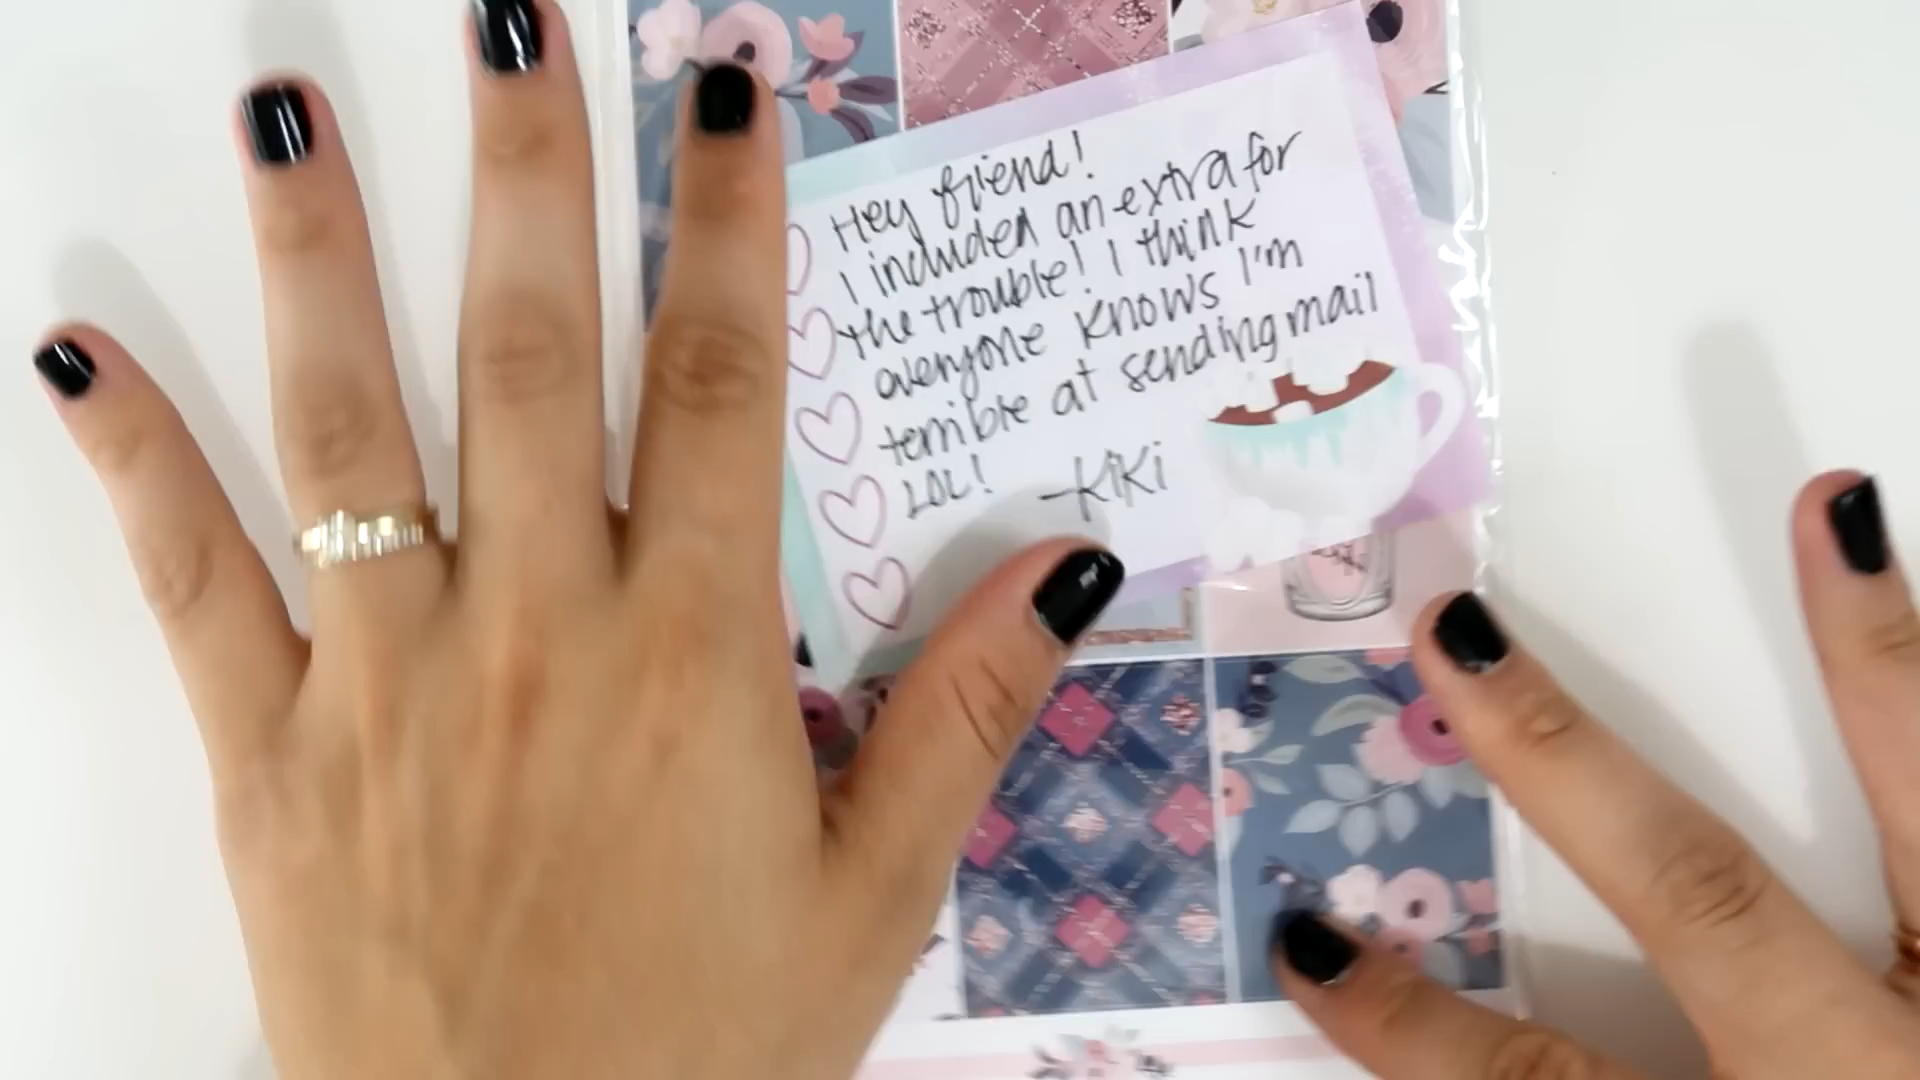 Hey friend!
I included an extra for
the trouble! I think
everyone knows I'm
terrible at sending mail
LOL!
-Kiki